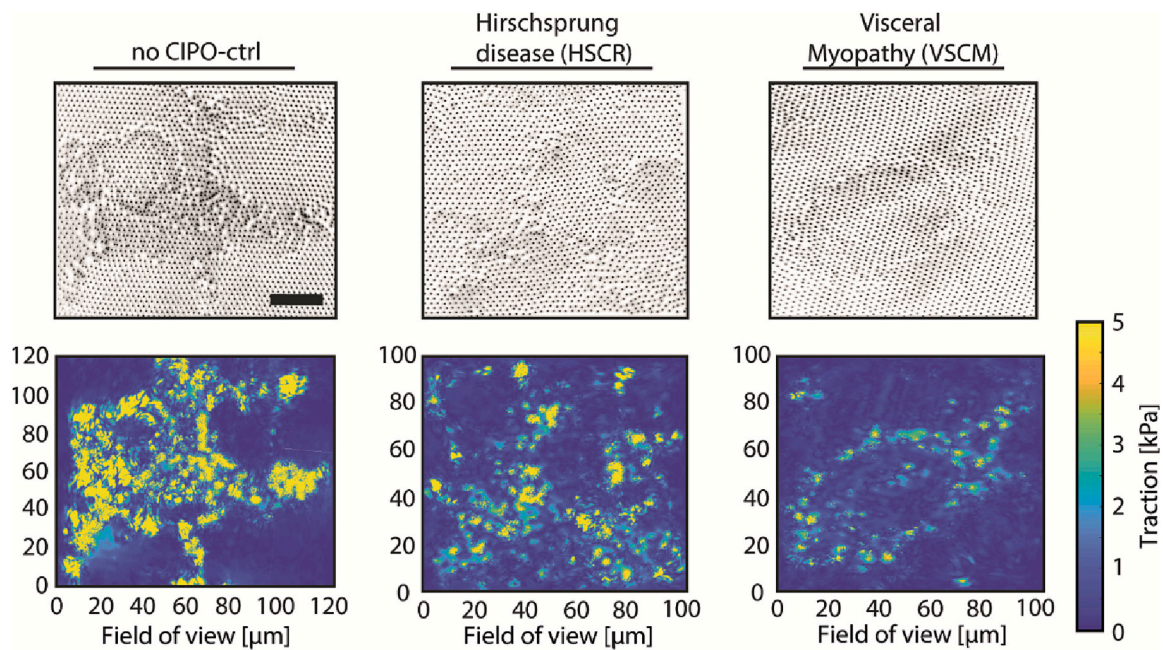 no CIPO-ctrl
Hirschsprung
disease (HSCR)
Visceral
Myopathy (VSCM)
120
100
80
60
40
20
0
0 20 40 60 80 100 120
Field of view [µm]
100
80
60
40
20
0
0 20 40 60 80 100
Field of view [µm]
100
80
60
40
20
0
0 20 40 60 80 100
Field of view [µm]
5
4
3
2
1
0
Traction [kPa]